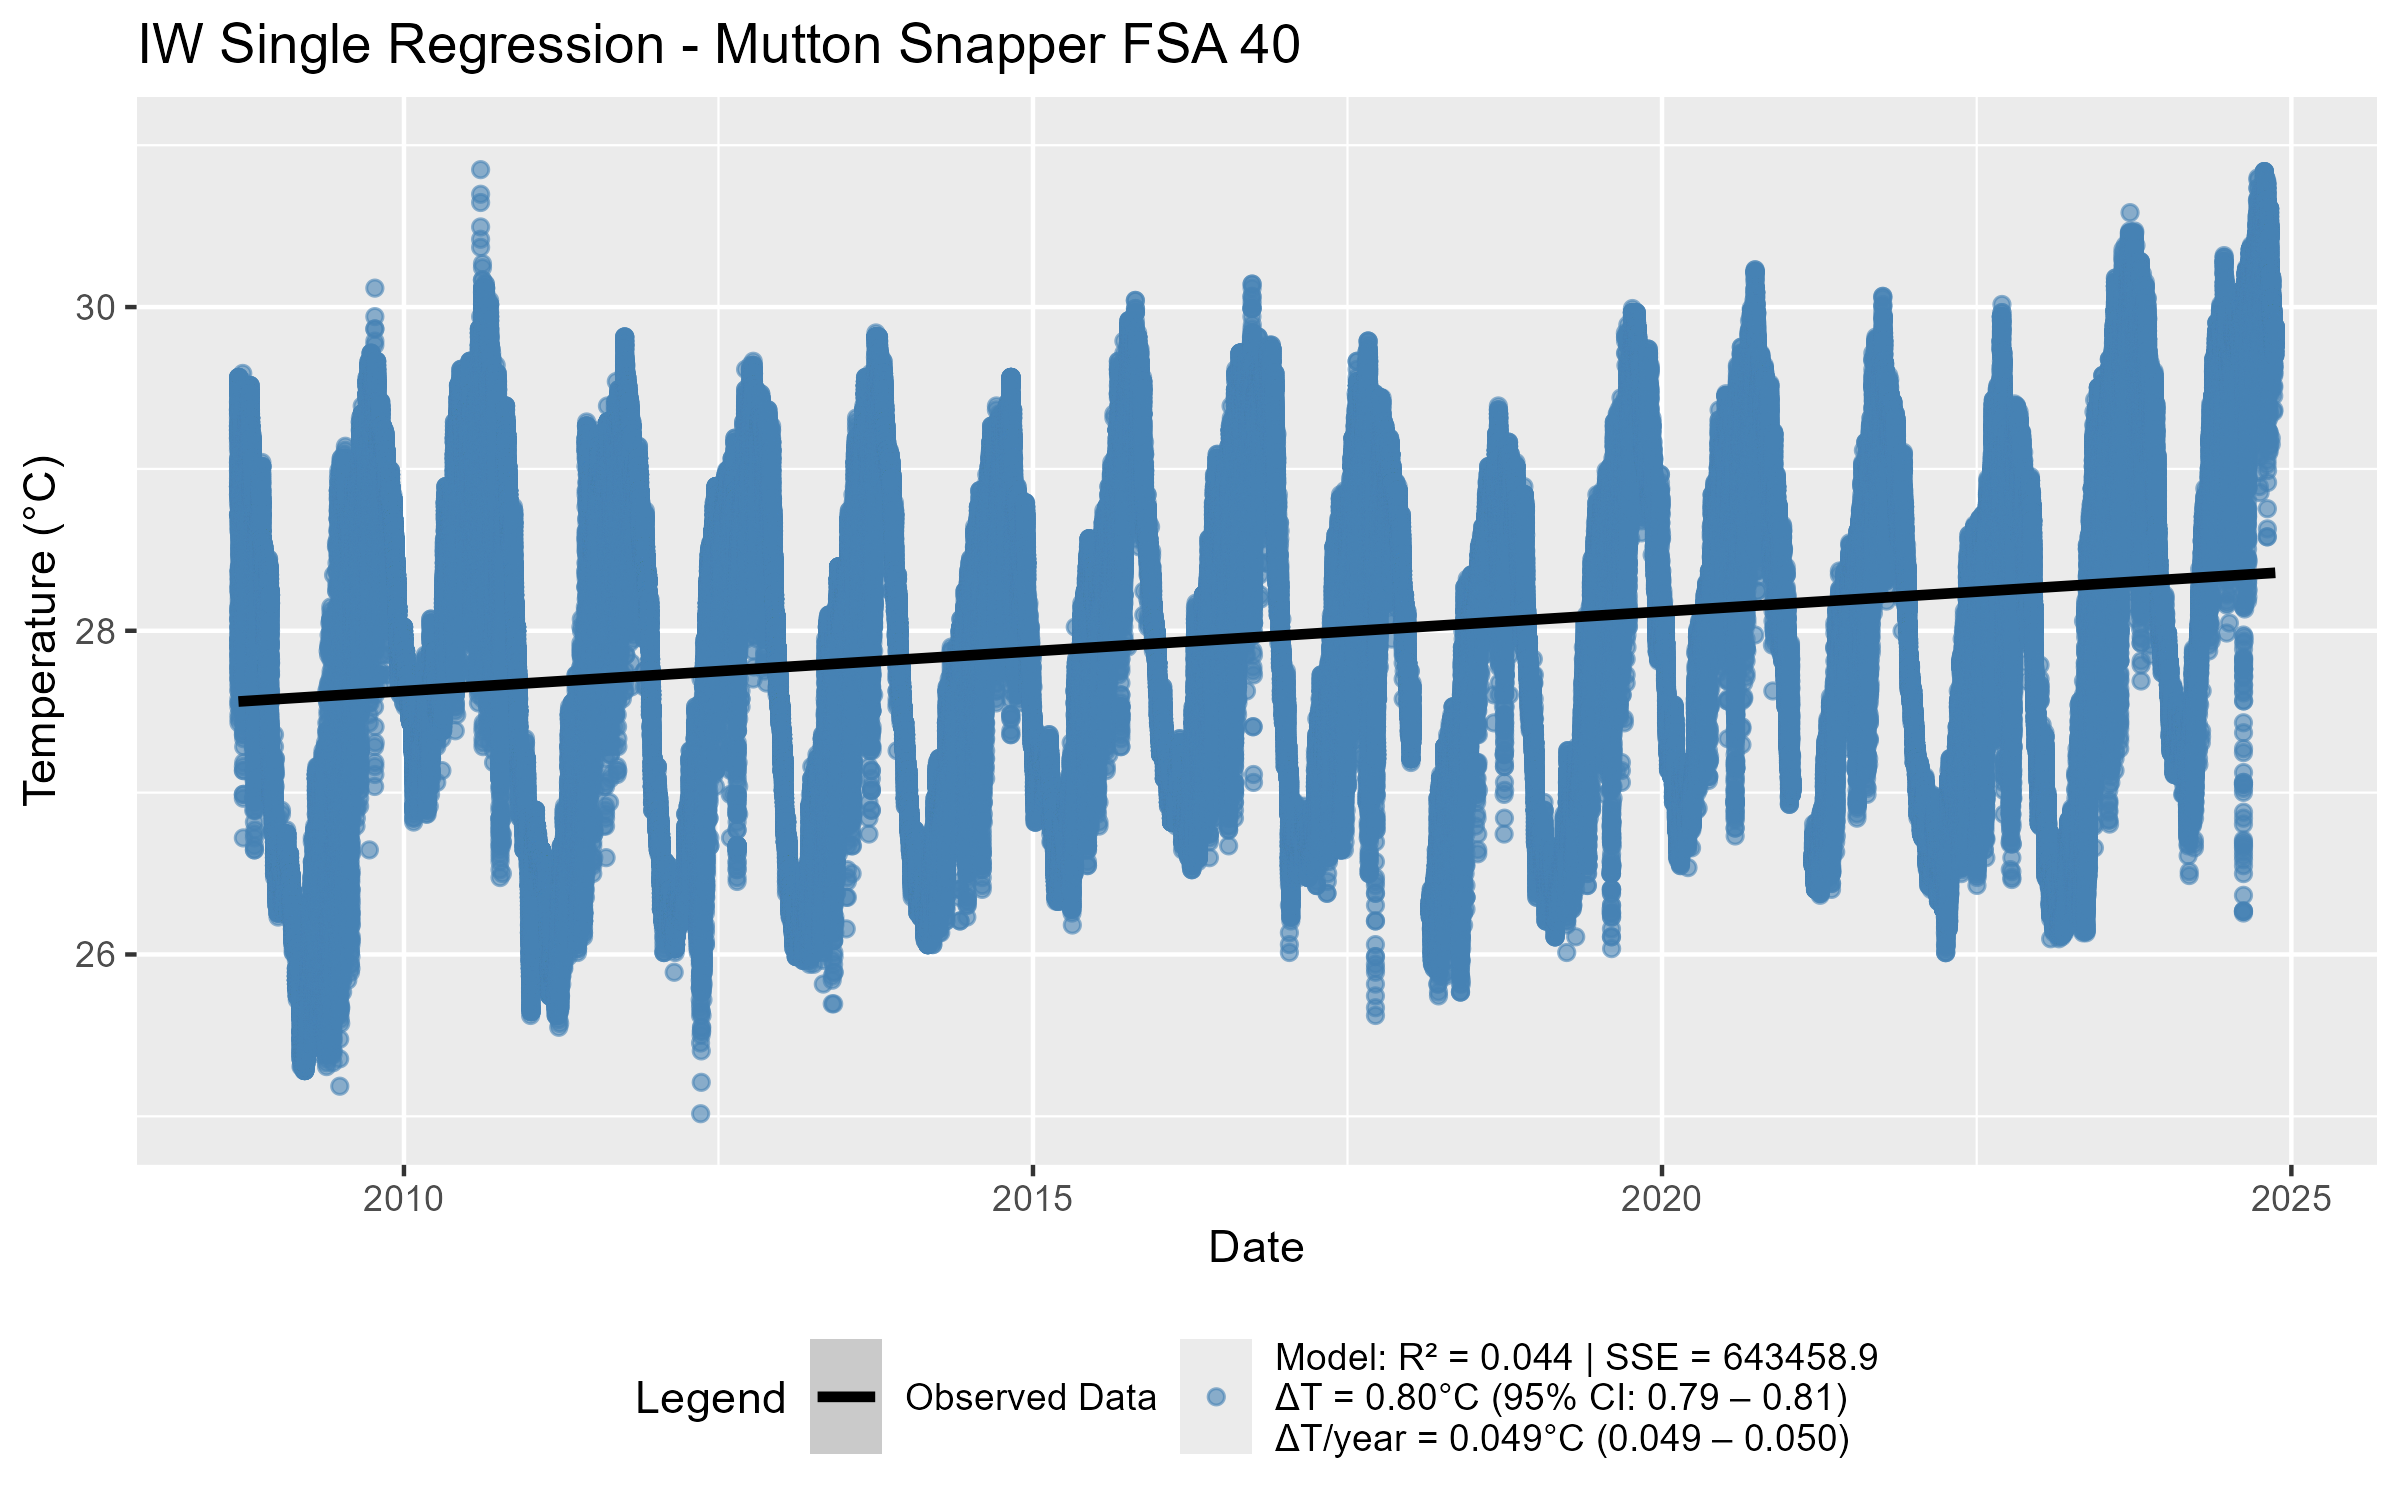 IW Single Regression - Mutton Snapper FSA 40
Temperature (°C)
30
28
26
2010
2015
2020
2025
Date
Legend
Observed Data
Model: R² = 0.044 | SSE = 643458.9
ΔT = 0.80°C (95% CI: 0.79 – 0.81)
ΔT/year = 0.049°C (0.049 – 0.050)